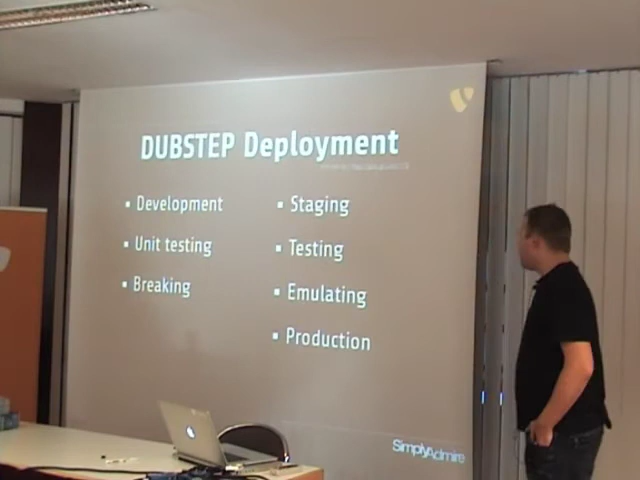 DUBSTEP Deployment
▪ Development
▪ Unit testing
▪ Breaking
▪ Staging
▪ Testing
▪ Emulating
▪ Production
SimplyAdmire